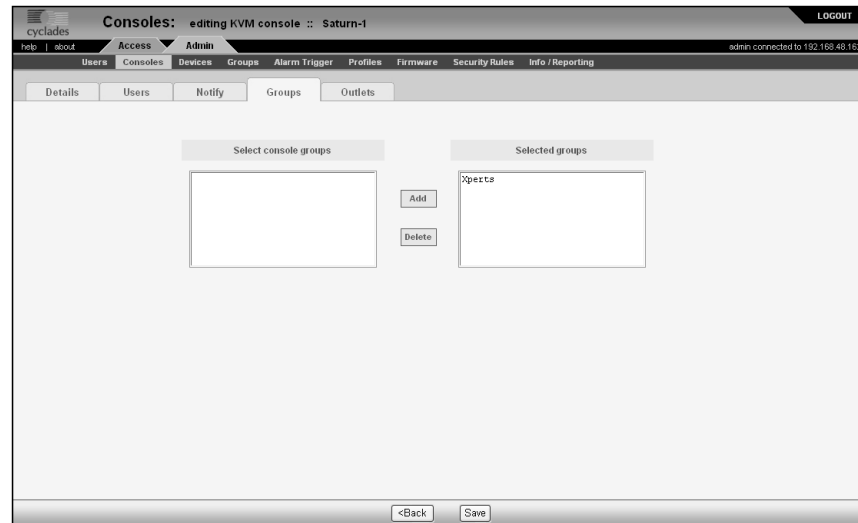 LOGOUT
cyclades
Consoles: editing KVM console :: Saturn-1
help | about Access Admin admin connected to 192.168.48.16
Users Consoles Devices Groups Alarm Trigger Profiles Firmware Security Rules Info / Reporting
Details Users Notify Groups Outlets
Select console groups Selected groups
Xperts
Add
Delete
<Back Save